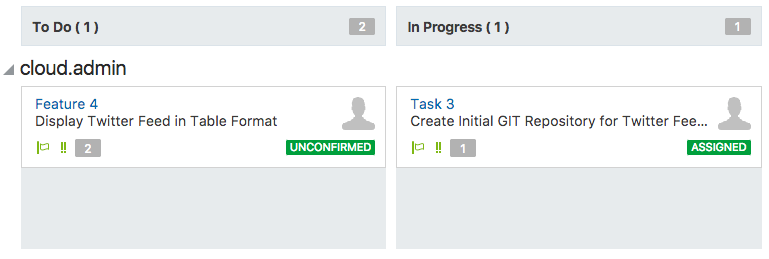 To Do ( 1 )
2
In Progress ( 1 )
1
cloud.admin
Feature 4
Display Twitter Feed in Table Format
!!
2
UNCONFIRMED
Task 3
Create Initial GIT Repository for Twitter Fee...
!!
1
ASSIGNED